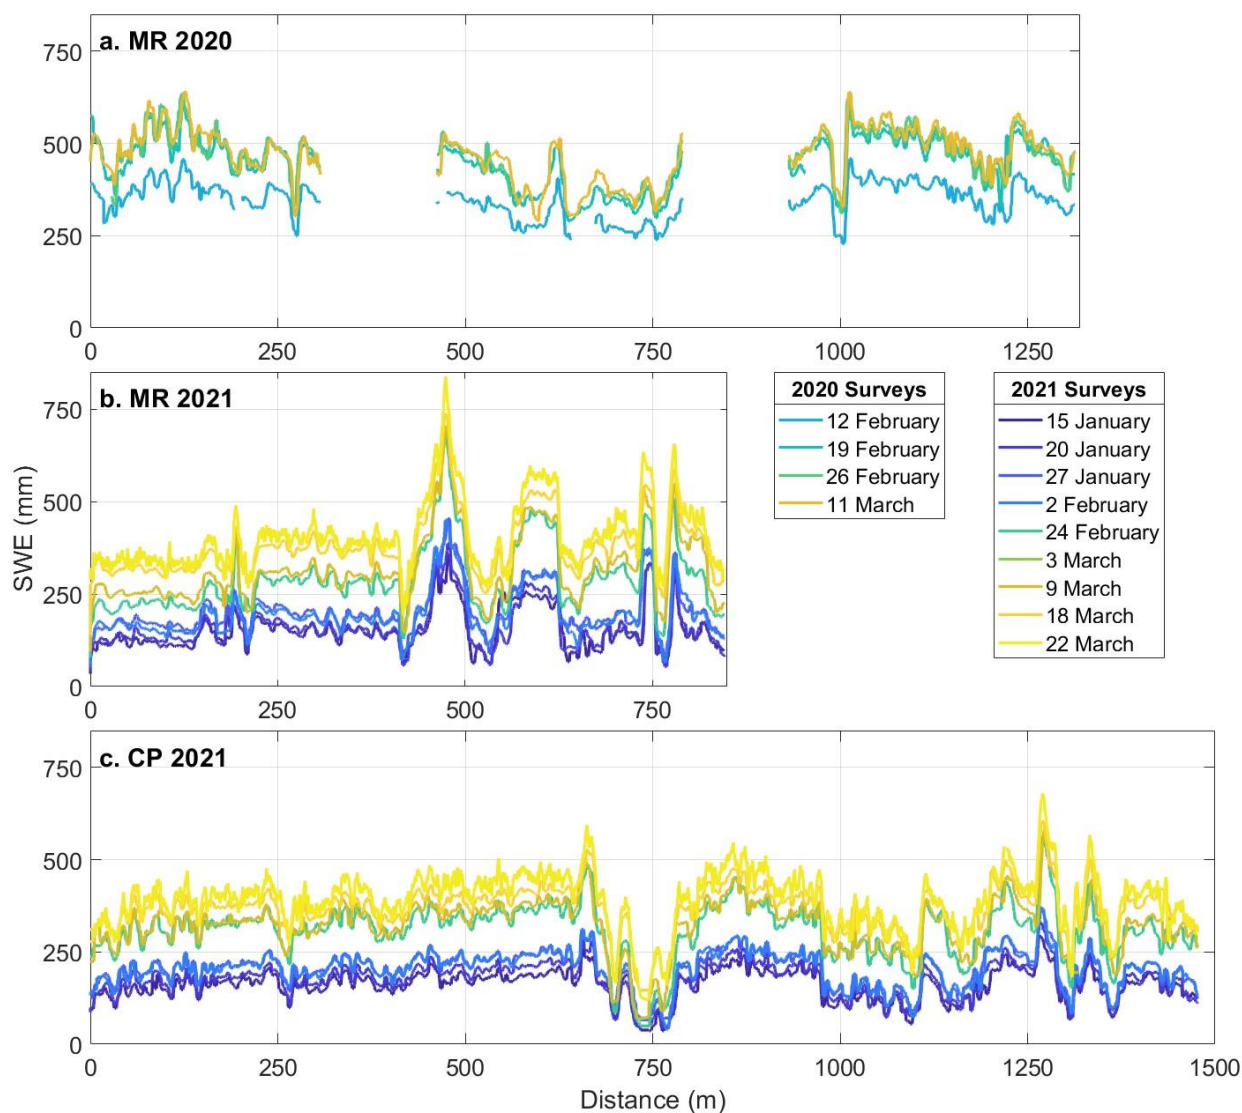 a. MR 2020
750
500
250
0
0 250 500 750 1000 1250
b. MR 2021
750
500
250
0
0 250 500 750
SWE (mm)
2020 Surveys
12 February
19 February
26 February
11 March
2021 Surveys
15 January
20 January
27 January
2 February
24 February
3 March
9 March
18 March
22 March
c. CP 2021
750
500
250
0
0 250 500 750 1000 1250 1500
Distance (m)